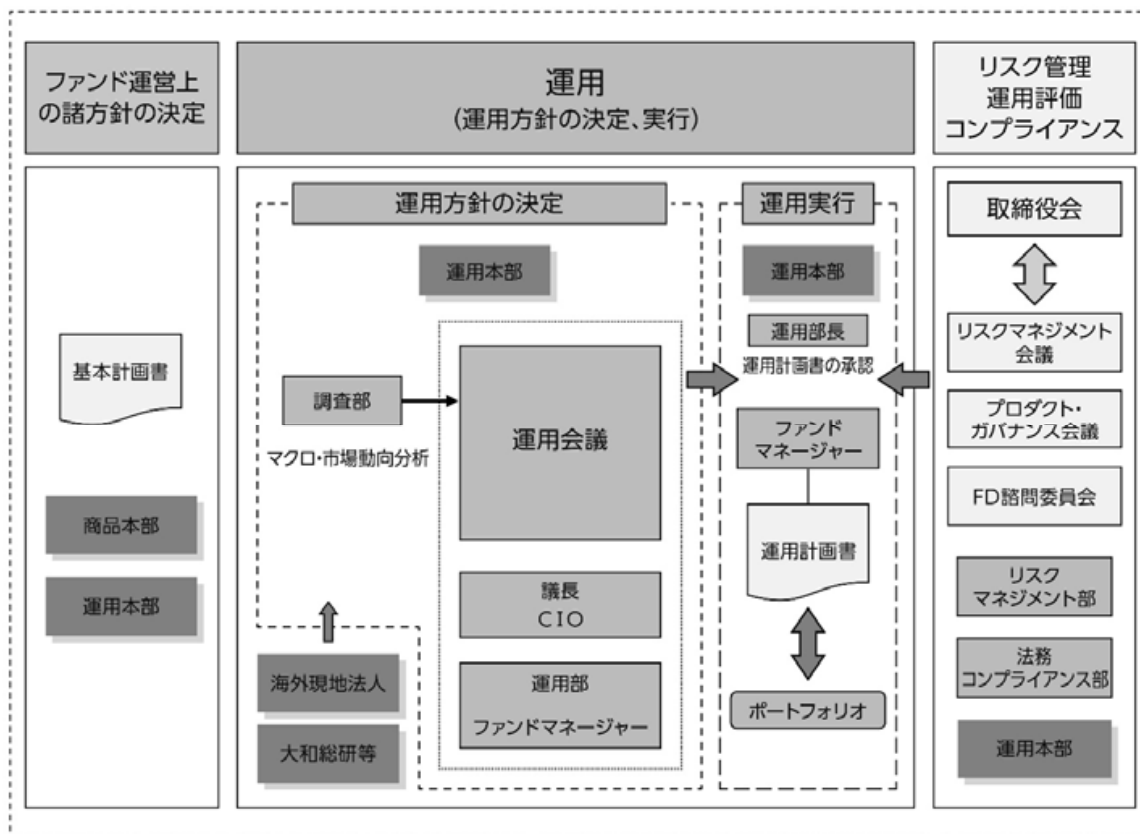 ファンド運営上
の諸方針の決定
基本計画書
商品本部
運用本部
運用
(運用方針の決定、実行)
運用方針の決定
運用本部
調査部
マクロ・市場動向分析
運用会議
議長
CIO
運用部
ファンドマネージャー
海外現地法人
大和総研等
運用実行
運用本部
運用部長
運用計画書の承認
ファンド
マネージャー
運用計画書
ポートフォリオ
リスク管理
運用評価
コンプライアンス
取締役会
リスクマネジメント
会議
プロダクト・
ガバナンス会議
FD諮問委員会
リスク
マネジメント部
法務
コンプライアンス部
運用本部